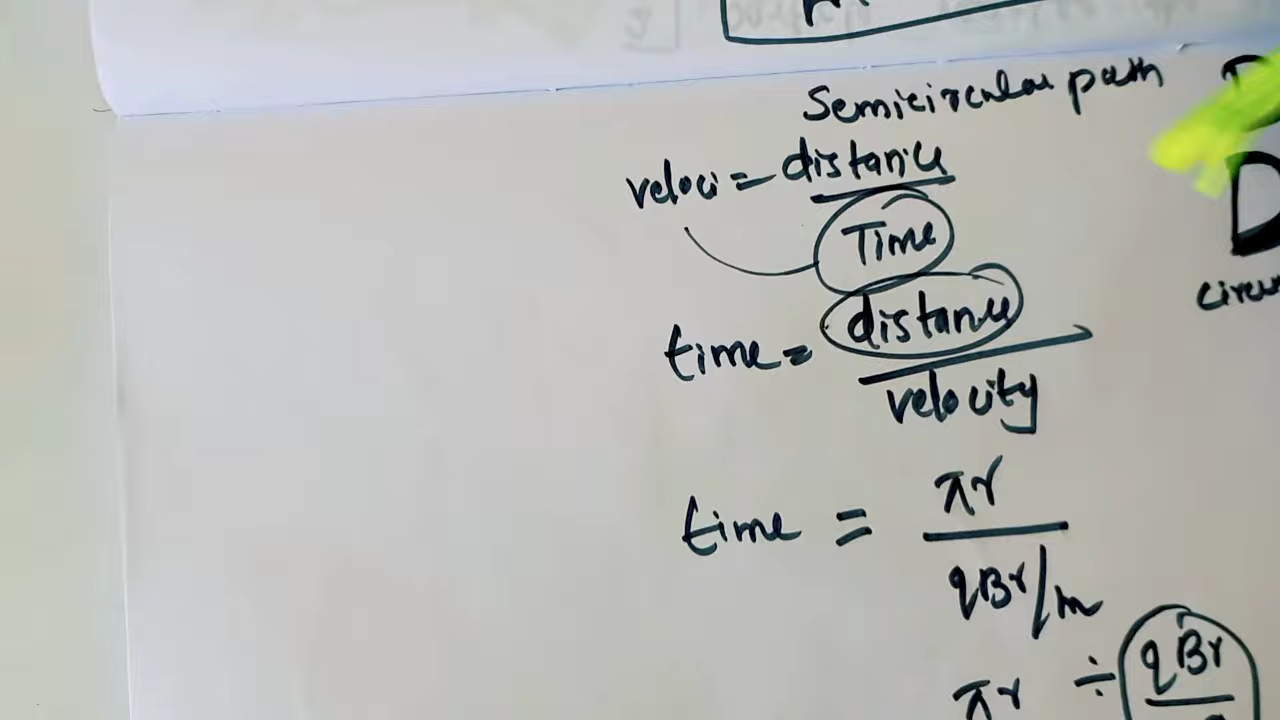 Semicircular path
veloci = distance
Time
time = distance
velocity
time = πr
qBr/m
πr ÷ qBr